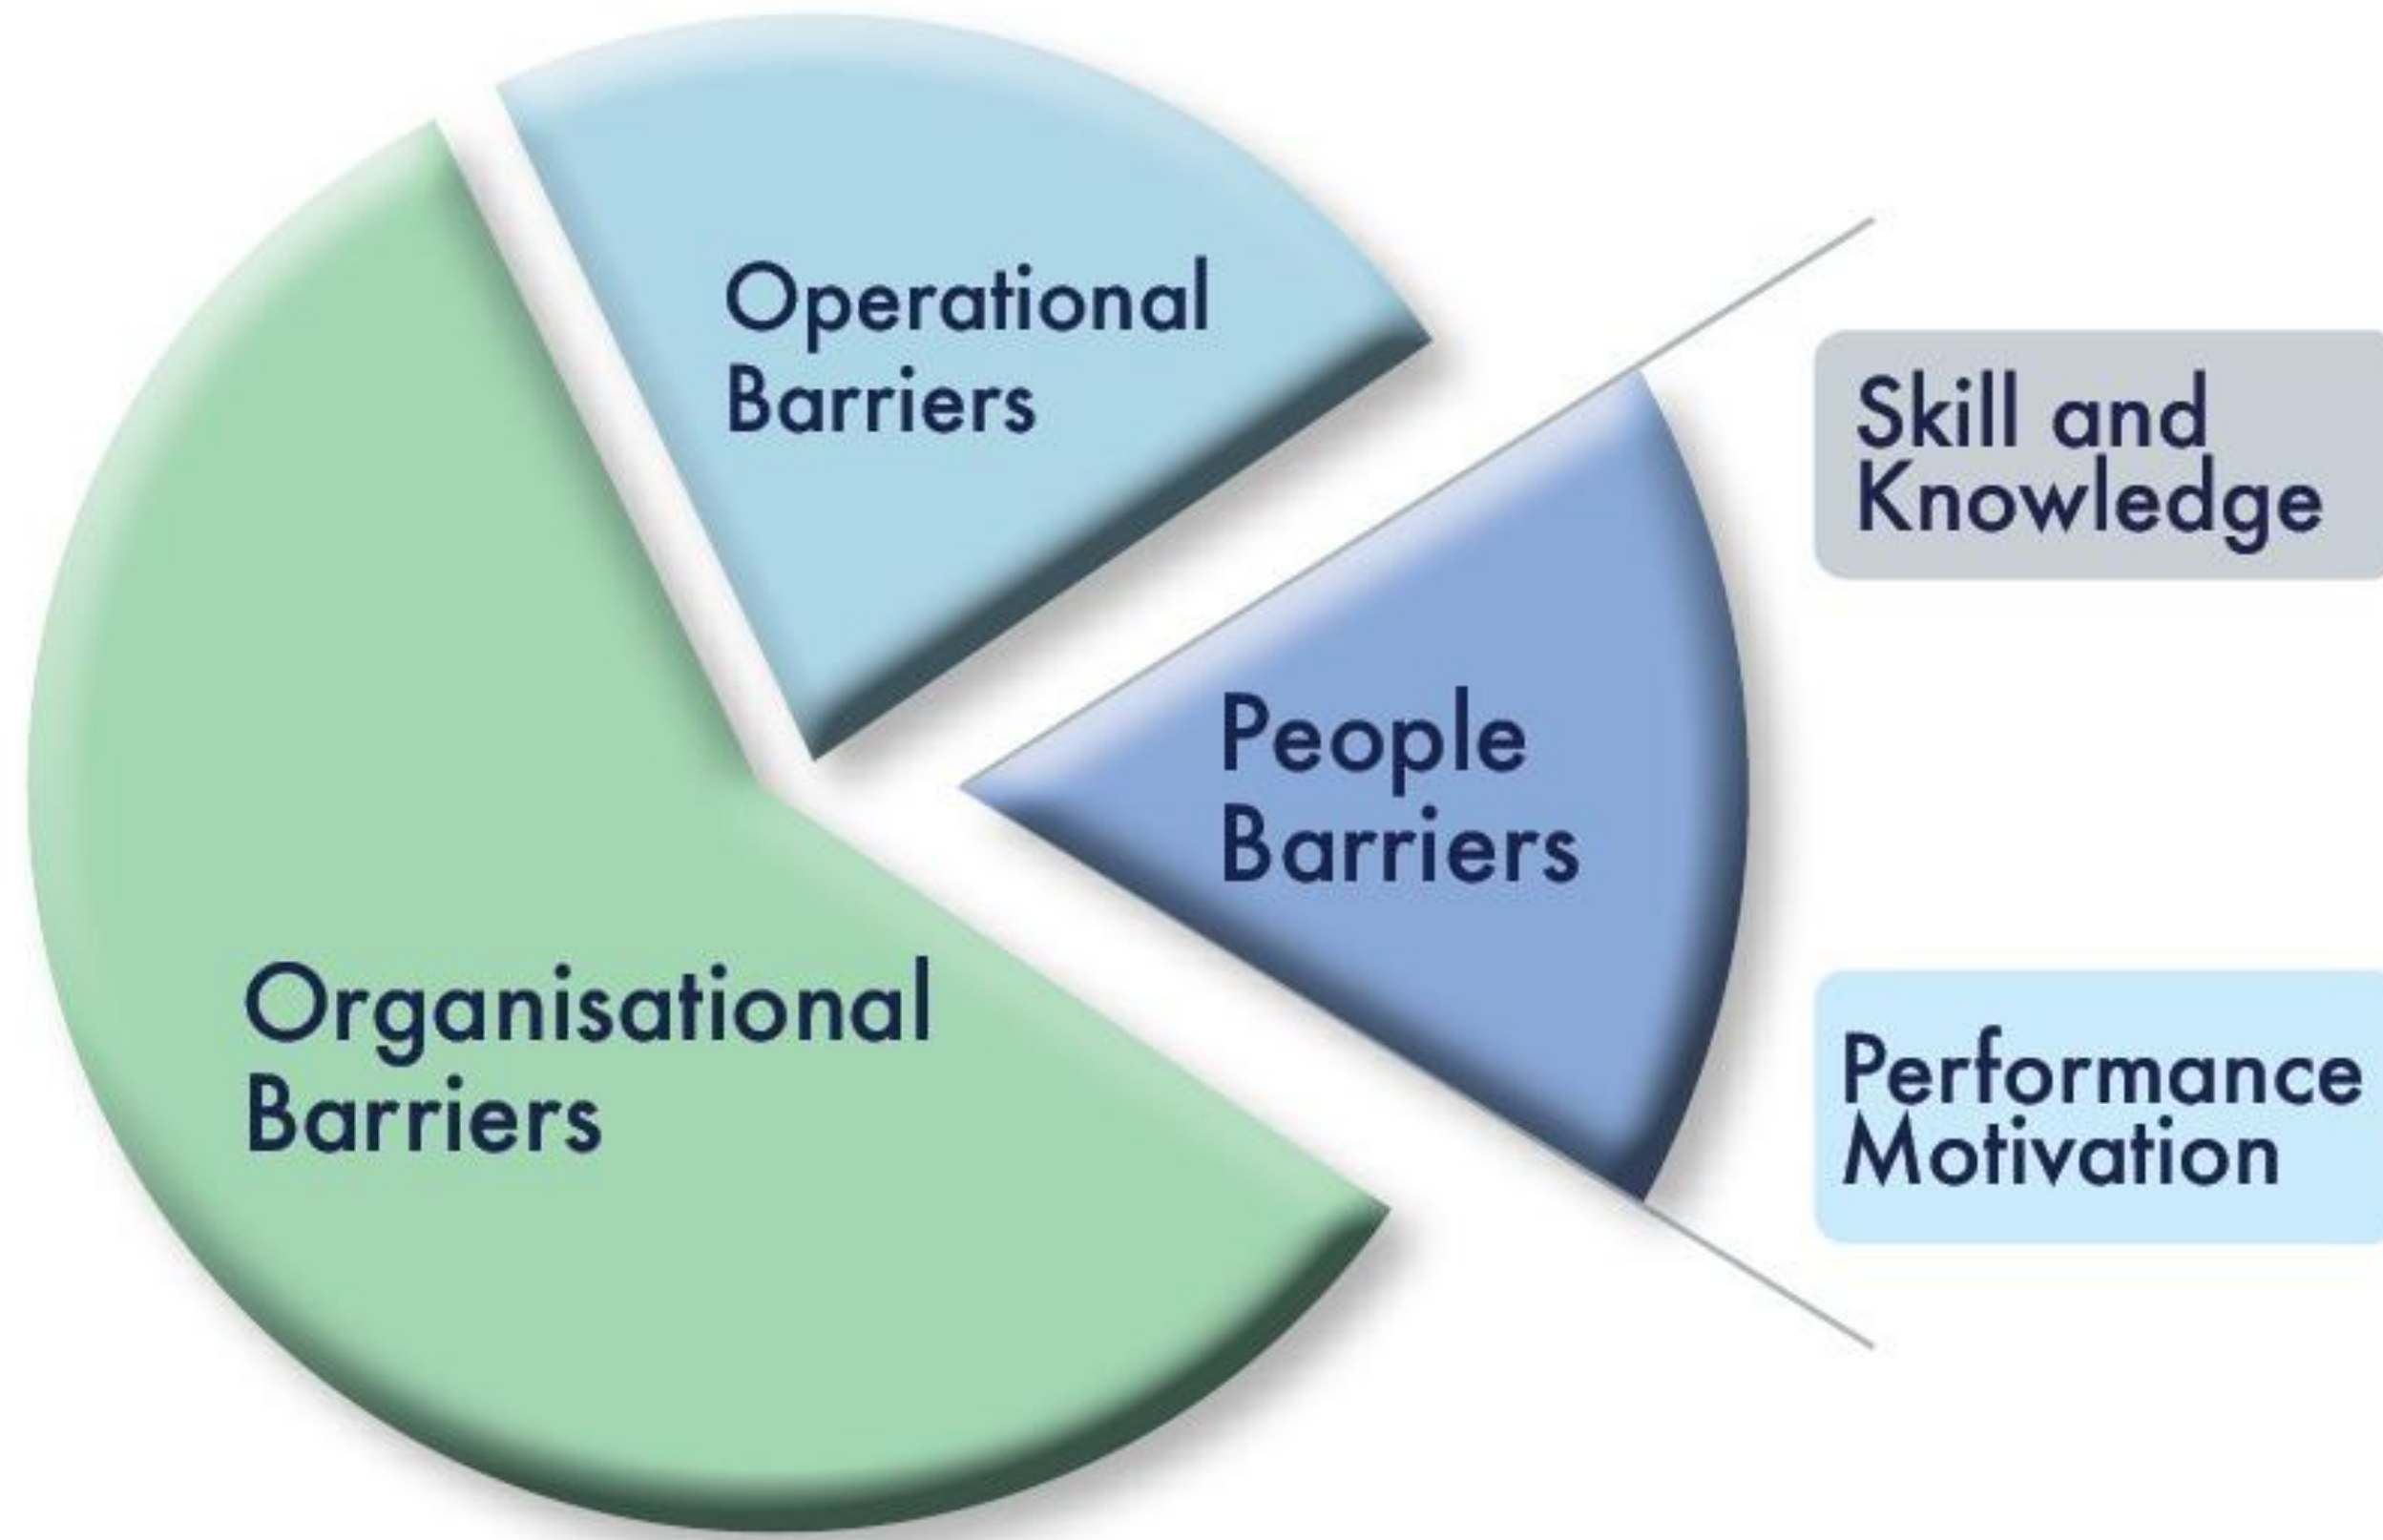 Operational
Barriers
Skill and
Knowledge
People
Barriers
Organisational
Barriers
Performance
Motivation